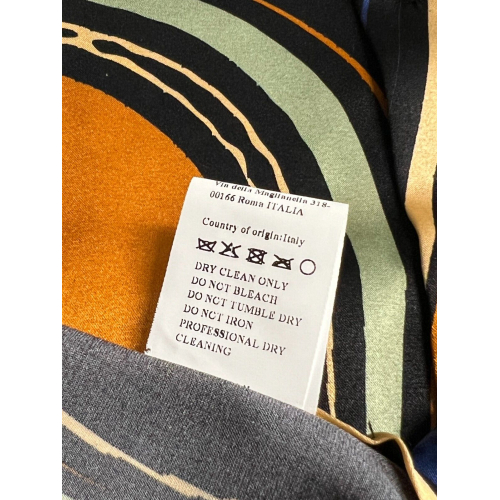 Via della Maglianella 318-
00166 Roma ITALIA
Country of origin:Italy
DRY CLEAN ONLY
DO NOT BLEACH
DO NOT TUMBLE DRY
DO NOT IRON
PROFESSIONAL DRY
CLEANING